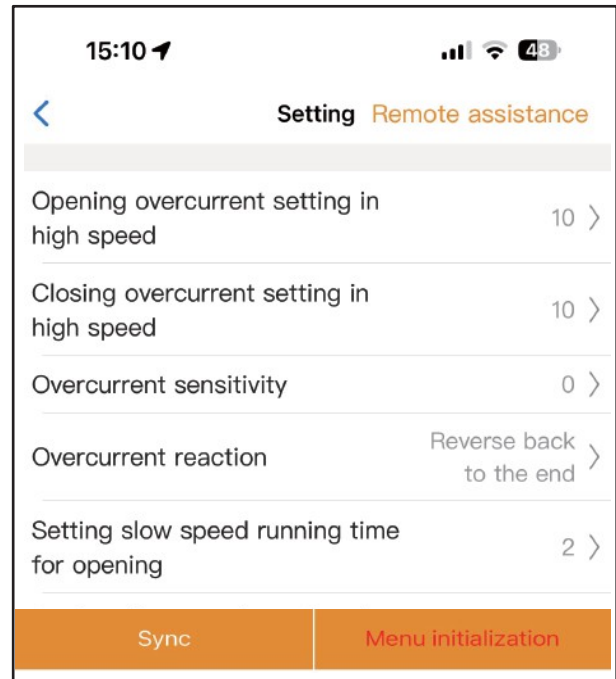 15:10
48
Setting Remote assistance
Opening overcurrent setting in
high speed
10
Closing overcurrent setting in
high speed
10
Overcurrent sensitivity
0
Overcurrent reaction
Reverse back
to the end
Setting slow speed running time
for opening
2
Sync
Menu initialization